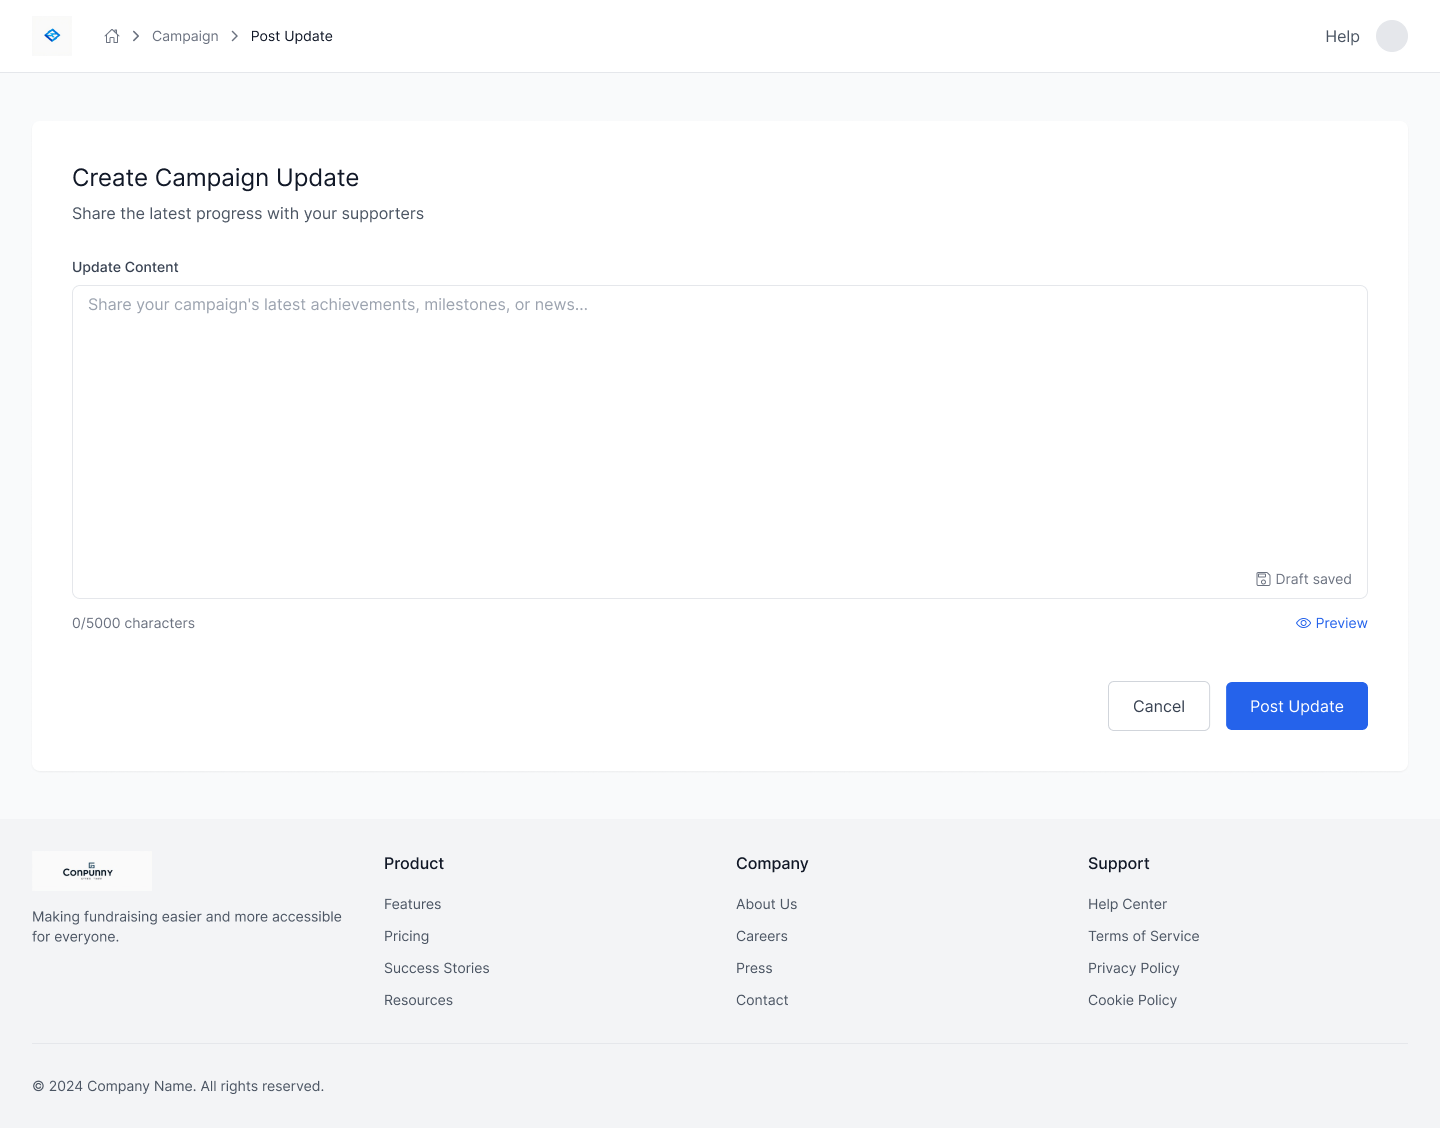 Campaign
Post Update
Help
Create Campaign Update
Share the latest progress with your supporters
Update Content
Share your campaign's latest achievements, milestones, or news...
Draft saved
0/5000 characters
Preview
Cancel
Post Update
Conpunny
Making fundraising easier and more accessible
for everyone.
Product
Features
Pricing
Success Stories
Resources
Company
About Us
Careers
Press
Contact
Support
Help Center
Terms of Service
Privacy Policy
Cookie Policy
© 2024 Company Name. All rights reserved.